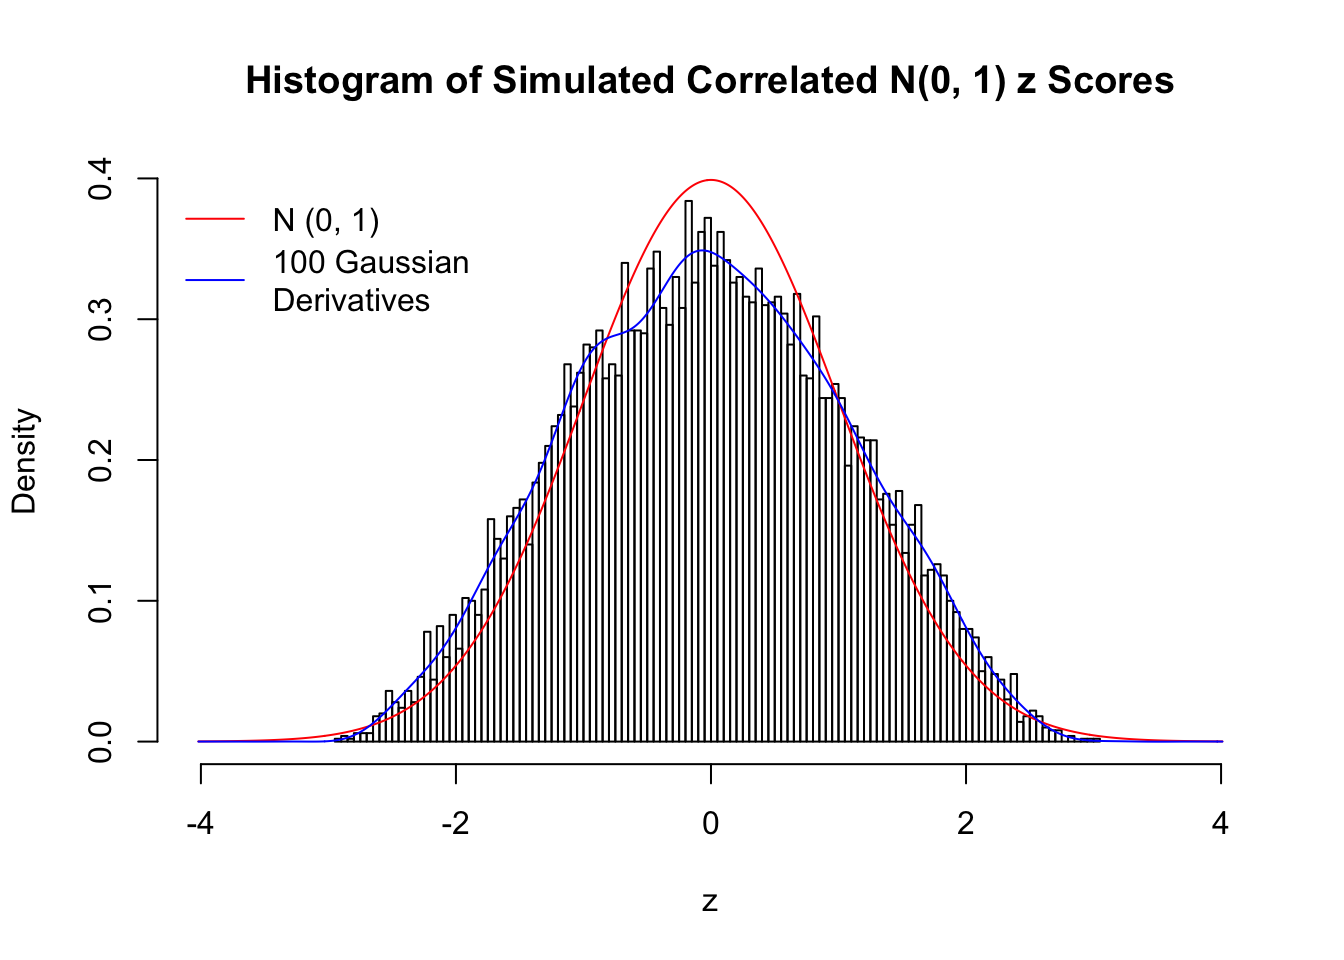 Histogram of Simulated Correlated N(0, 1) z Scores
0.4
0.3
0.2
0.1
0.0
Density
N (0, 1)
100 Gaussian
Derivatives
-4
-2
0
2
4
z